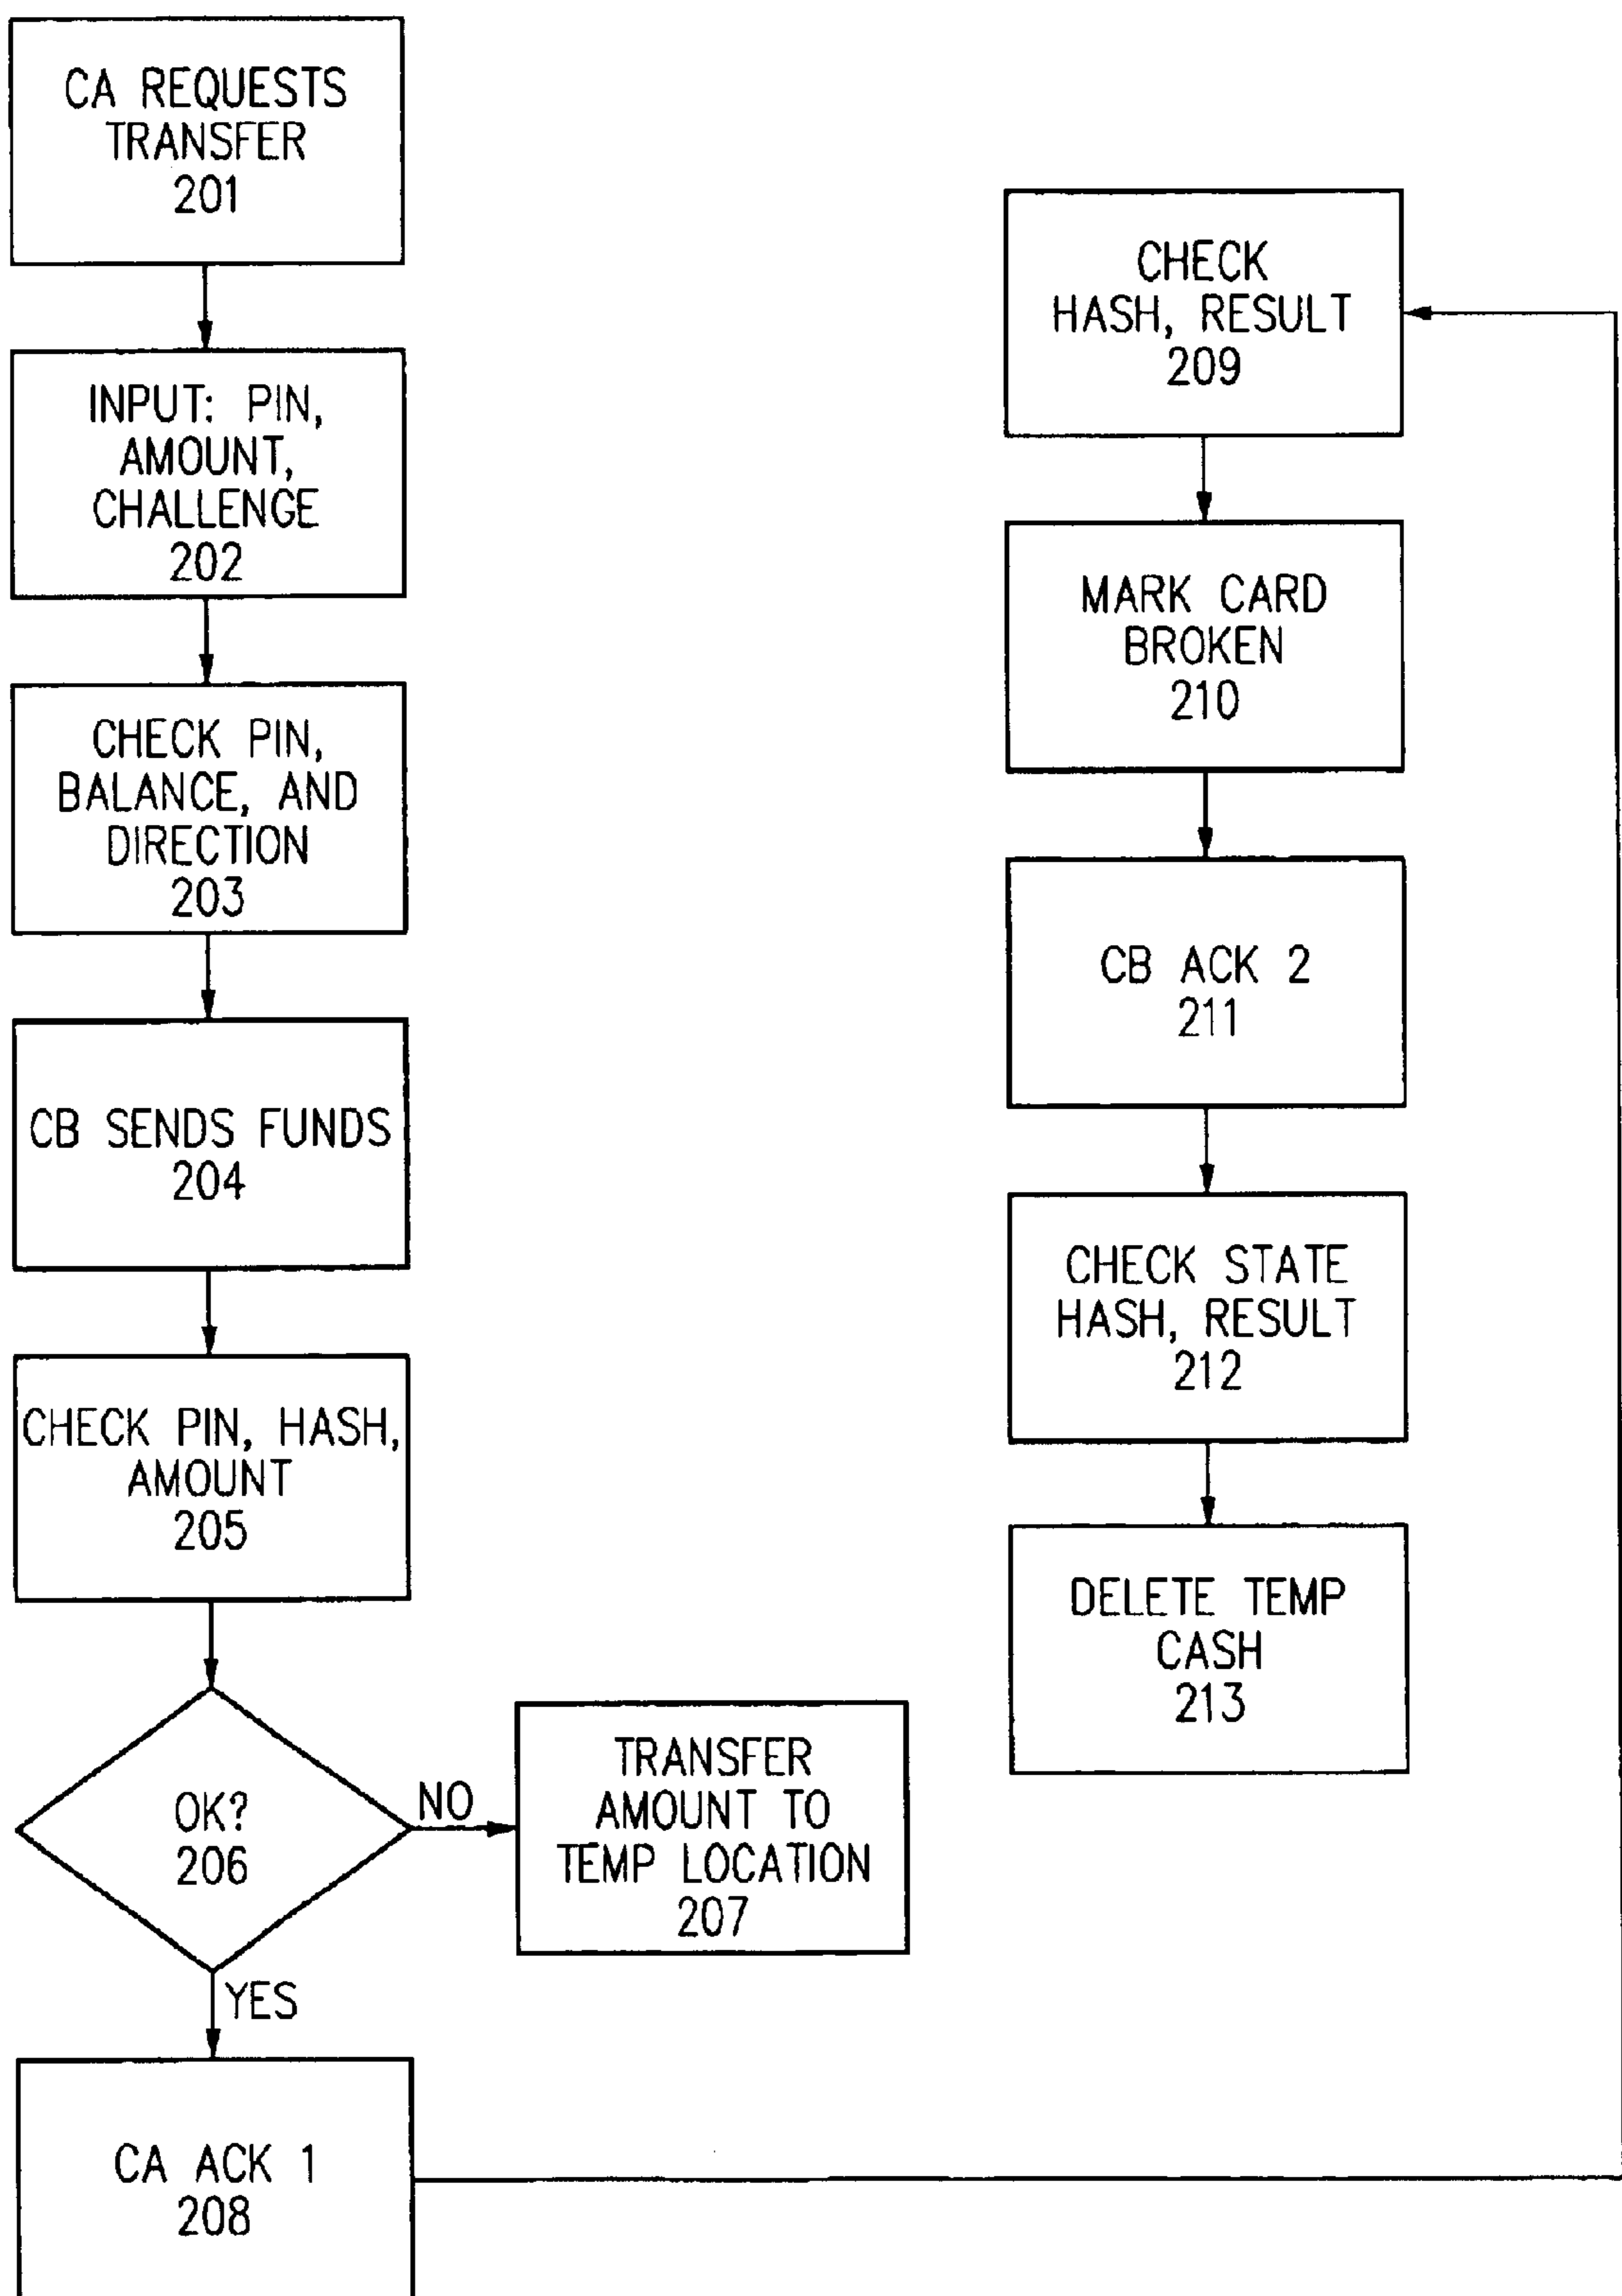 CA REQUESTS
TRANSFER
201
INPUT: PIN,
AMOUNT,
CHALLENGE
202
CHECK PIN,
BALANCE, AND
DIRECTION
203
CB SENDS FUNDS
204
CHECK PIN, HASH,
AMOUNT
205
OK?
206
NO
TRANSFER
AMOUNT TO
TEMP LOCATION
207
YES
CA ACK 1
208
CHECK
HASH, RESULT
209
MARK CARD
BROKEN
210
CB ACK 2
211
CHECK STATE
HASH, RESULT
212
DELETE TEMP
CASH
213